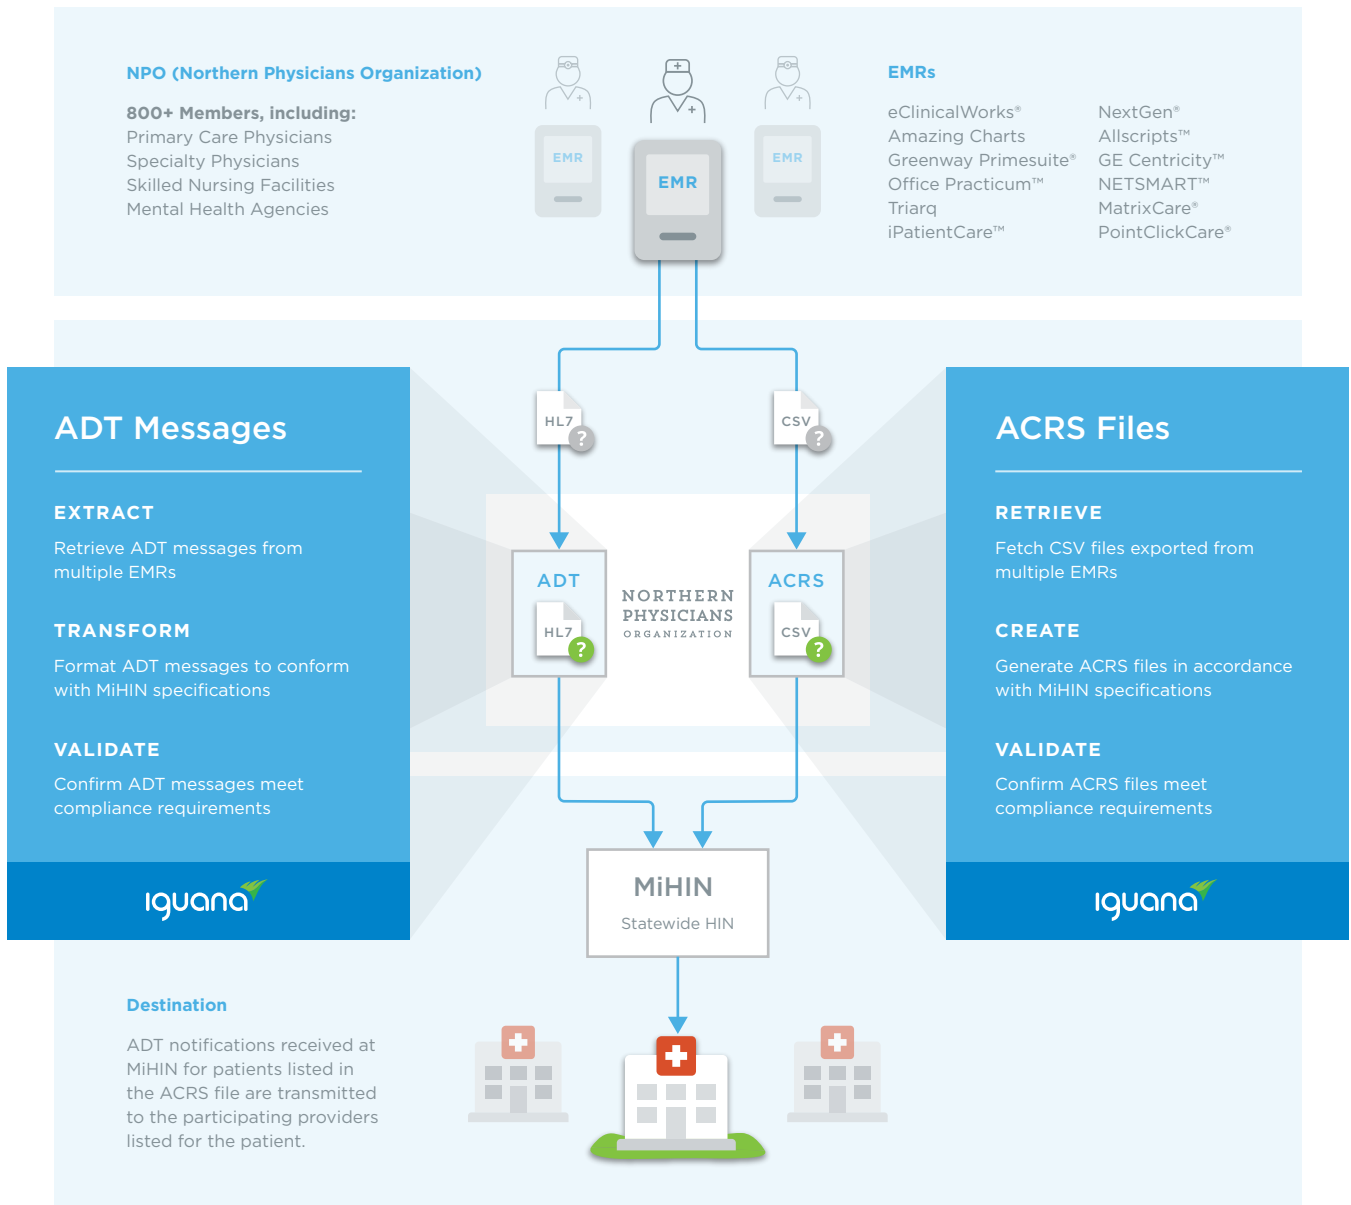 NPO (Northern Physicians Organization)
800+ Members, including:
Primary Care Physicians
Specialty Physicians
Skilled Nursing Facilities
Mental Health Agencies
EMR
EMR
EMR
EMRs
eClinicalWorks®
Amazing Charts
Greenway Primesuite®
Office Practicum™
Triarq
iPatientCare™
NextGen®
Allscripts™
GE Centricity™
NETSMART™
MatrixCare®
PointClickCare®
ADT Messages
EXTRACT
Retrieve ADT messages from
multiple EMRs
TRANSFORM
Format ADT messages to conform
with MiHIN specifications
VALIDATE
Confirm ADT messages meet
compliance requirements
iguana
HL7
?
CSV
?
ADT
HL7
?
NORTHERN
PHYSICIANS
ORGANIZATION
ACRS
CSV
?
ACRS Files
RETRIEVE
Fetch CSV files exported from
multiple EMRs
CREATE
Generate ACRS files in accordance
with MiHIN specifications
VALIDATE
Confirm ACRS files meet
compliance requirements
iguana
MiHIN
Statewide HIN
Destination
ADT notifications received at
MiHIN for patients listed in
the ACRS file are transmitted
to the participating providers
listed for the patient.